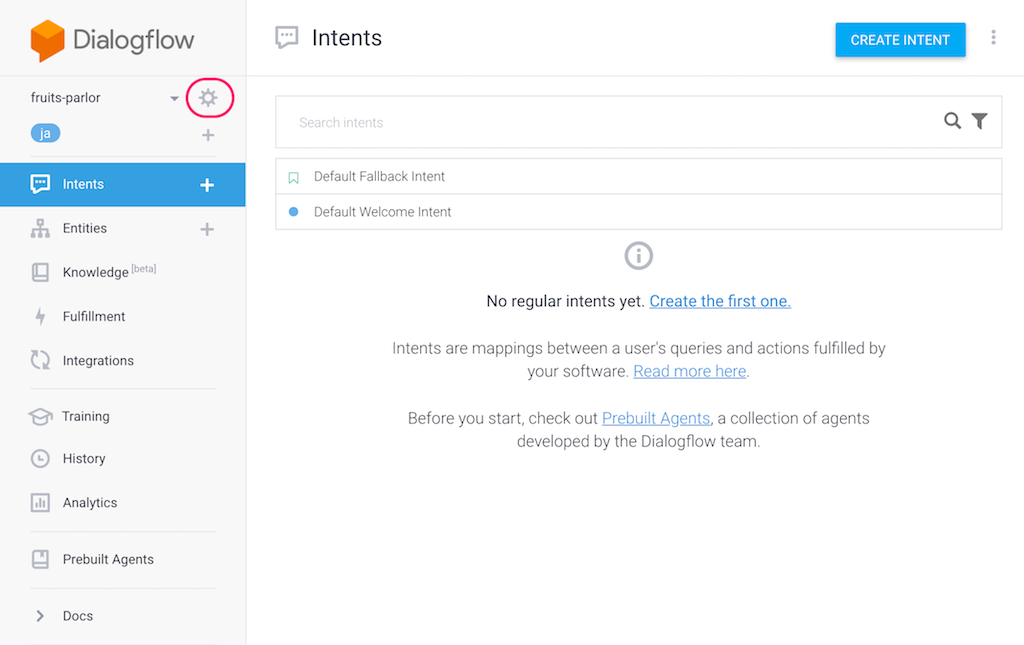 Dialogflow
fruits-parlor
ja
Intents
Entities
Knowledge [beta]
Fulfillment
Integrations
Training
History
Analytics
Prebuilt Agents
Docs
Intents
CREATE INTENT
Search intents
Default Fallback Intent
Default Welcome Intent
No regular intents yet. Create the first one.
Intents are mappings between a user's queries and actions fulfilled by
your software. Read more here.
Before you start, check out Prebuilt Agents, a collection of agents
developed by the Dialogflow team.